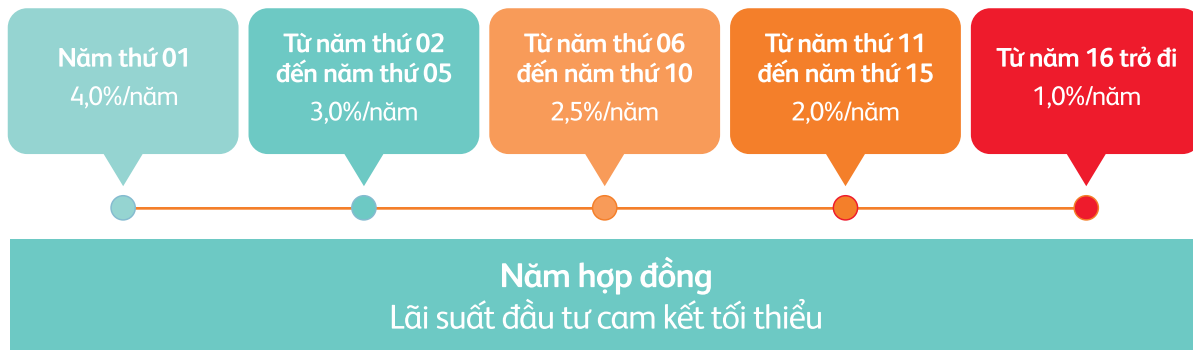 Năm thứ 01
4,0%/năm
Từ năm thứ 02
đến năm thứ 05
3,0%/năm
Từ năm thứ 06
đến năm thứ 10
2,5%/năm
Từ năm thứ 11
đến năm thứ 15
2,0%/năm
Từ năm 16 trở đi
1,0%/năm
Năm hợp đồng
Lãi suất đầu tư cam kết tối thiểu